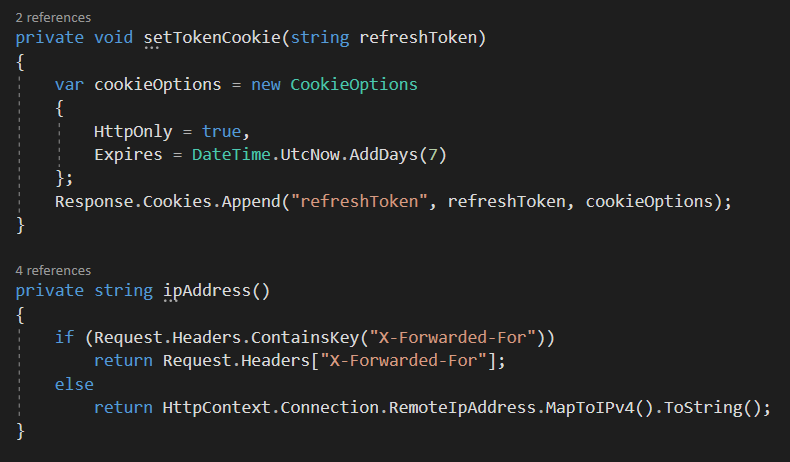 2 references
private void setTokenCookie(string refreshToken)
{
    var cookieOptions = new CookieOptions
    {
        HttpOnly = true,
        Expires = DateTime.UtcNow.AddDays(7)
    };
    Response.Cookies.Append("refreshToken", refreshToken, cookieOptions);
}
4 references
private string ipAddress()
{
    if (Request.Headers.ContainsKey("X-Forwarded-For"))
        return Request.Headers["X-Forwarded-For"];
    else
        return HttpContext.Connection.RemoteIpAddress.MapToIPv4().ToString();
}